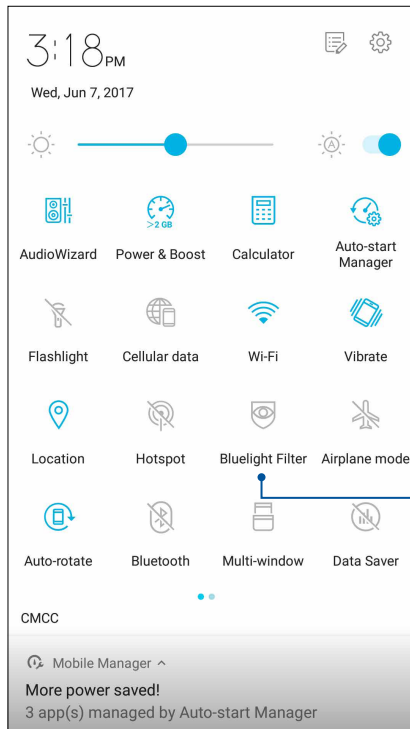 3:18 PM
Wed, Jun 7, 2017
A
>2 GB
AudioWizard Power & Boost Calculator Auto-start
Manager
Flashlight Cellular data Wi-Fi Vibrate
Location Hotspot Bluelight Filter Airplane mode
Auto-rotate Bluetooth Multi-window Data Saver
CMCC
Mobile Manager
More power saved!
3 app(s) managed by Auto-start Manager